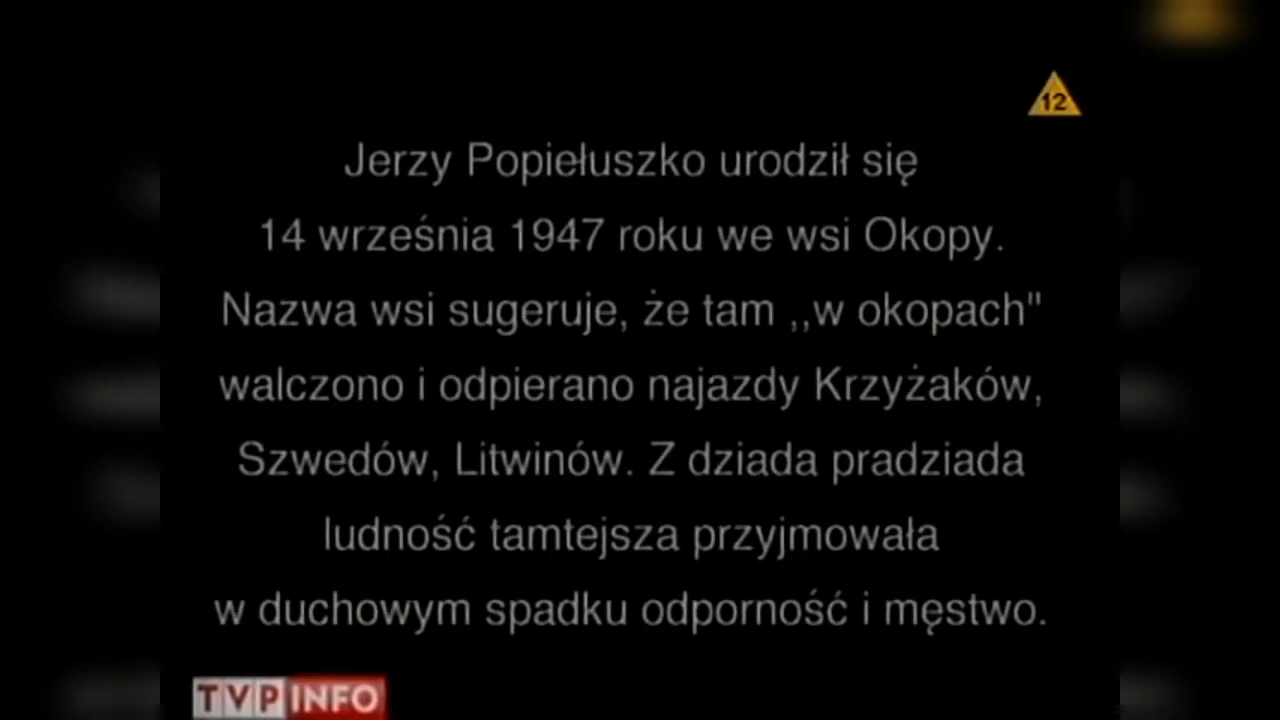 12
Jerzy Popiełuszko urodził się
14 września 1947 roku we wsi Okopy.
Nazwa wsi sugeruje, że tam ,,w okopach"
walczono i odpierano najazdy Krzyżaków,
Szwedów, Litwinów. Z dziada pradziada
ludność tamtejsza przyjmowała
w duchowym spadku odporność i męstwo.
TVP INFO